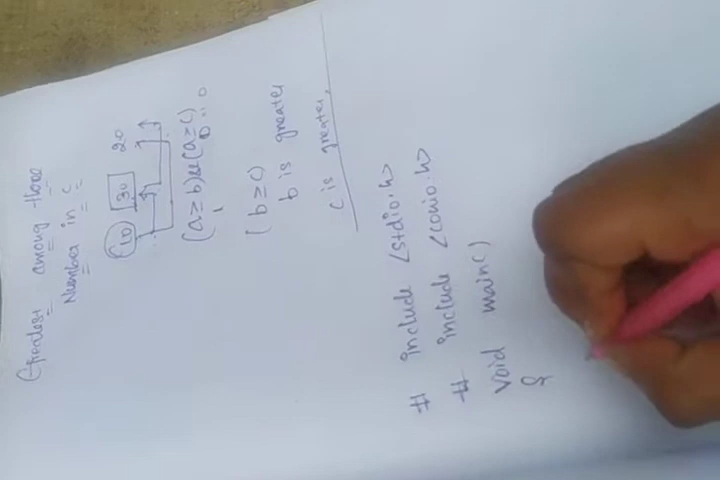 Greatest among three
Number in C
10 30 20
(a>=b)&&(a>=c)
(b>=c)
b is greater
c is greater,
# include <stdio.h>
# include <conio.h>
void main()
{